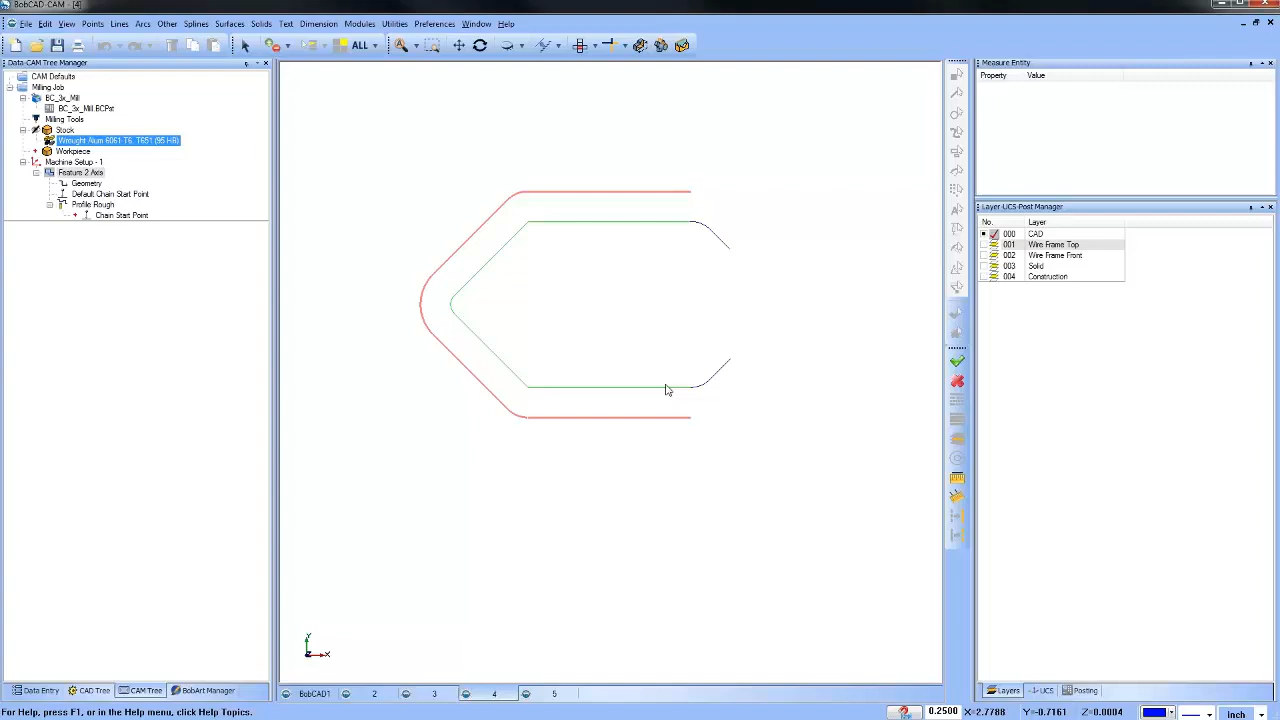 BobCAD-CAM - [4]
File Edit View Points Lines Arcs Other Splines Surfaces Solids Text Dimension Modules Utilities Preferences Window Help
ALL
Data-CAM Tree Manager
CAM Defaults
Milling Job
BC_3x_Mill
BC_3x_Mill.BCPst
Milling Tools
Stock
Wrought Alum 6061 T6, T651 (95 HB)
Workpiece
Machine Setup - 1
Feature 2 Axis
Geometry
Default Chain Start Point
Profile Rough
Chain Start Point
Measure Entity
Property Value
Layer-UCS-Post Manager
No. Layer
000 CAD
001 Wire Frame Top
002 Wire Frame Front
003 Solid
004 Construction
Y
Z
X
Data Entry CAD Tree CAM Tree BobArt Manager
BobCAD1 2 3 4 5
Layers UCS Posting
For Help, press F1, or in the Help menu, click Help Topics.
0.2500 X=2.7788 Y=-0.7161 Z=0.0004 Inch